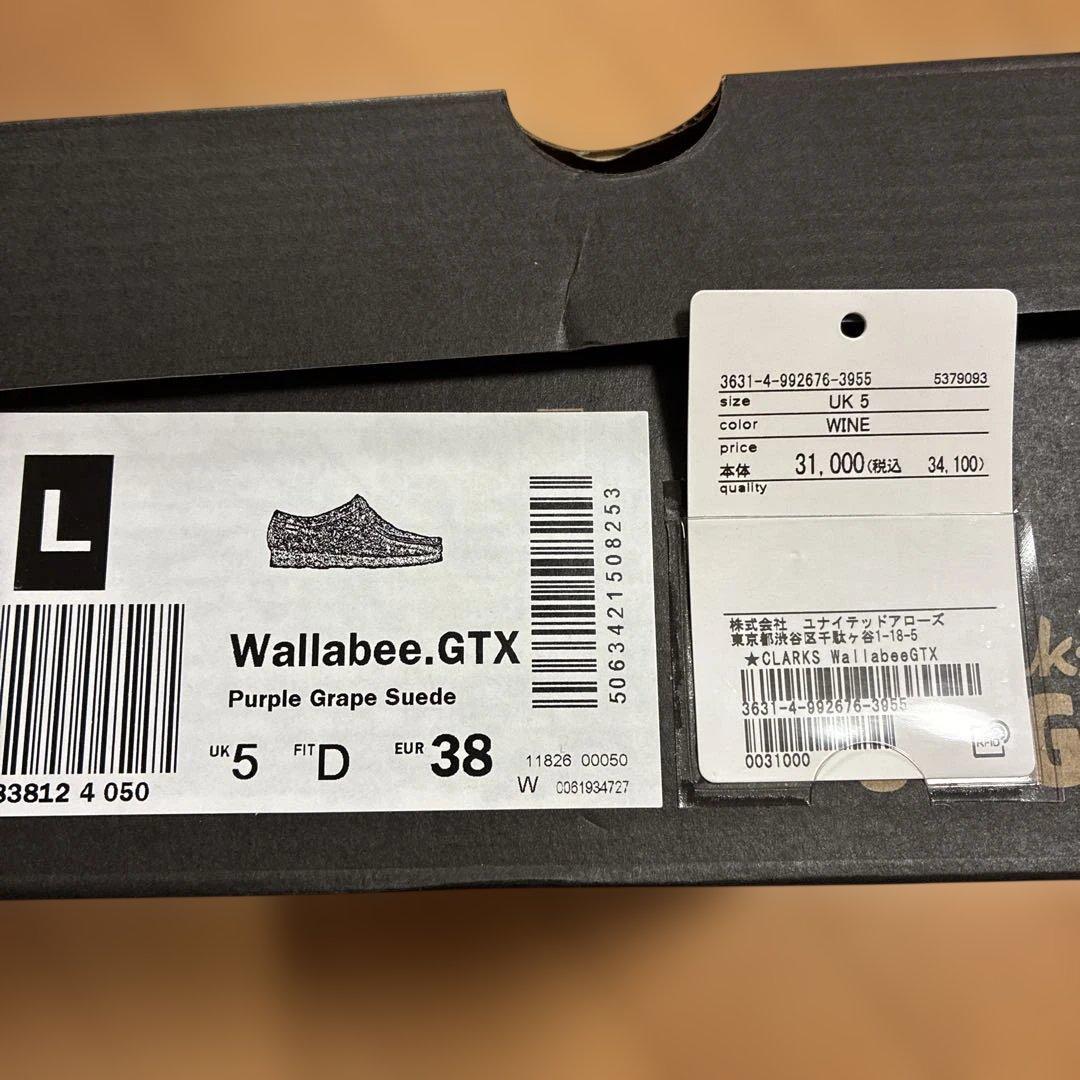 L
Wallabee.GTX
Purple Grape Suede
UK 5 FIT D EUR 38
11826 00050
W 0061934727
33812 4 050
5063421508253
3631-4-992676-3955 5379093
size UK 5
color WINE
price
本体 31,000(税込 34,100)
quality
株式会社 ユナイテッドアローズ
東京都渋谷区千駄ヶ谷1-18-5
★CLARKS WallabeeGTX
3631-4-992676-3955
0031000
RFID